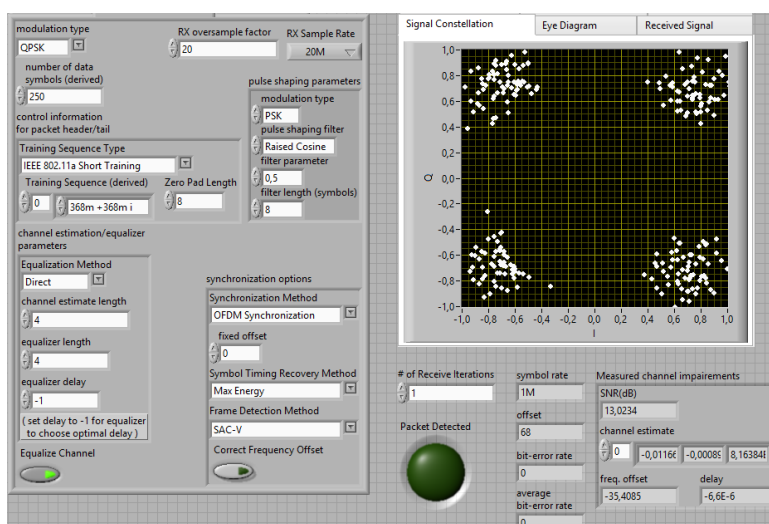 modulation type
QPSK
RX oversample factor
20
RX Sample Rate
20M
number of data
symbols (derived)
250
control information
for packet header/tail
Training Sequence Type
IEEE 802.11a Short Training
Training Sequence (derived)
0
368m +368m i
Zero Pad Length
8
pulse shaping parameters
modulation type
PSK
pulse shaping filter
Raised Cosine
filter parameter
0,5
filter length (symbols)
8
channel estimation/equalizer
parameters
Equalization Method
Direct
channel estimate length
4
equalizer length
4
equalizer delay
-1
( set delay to -1 for equalizer
to choose optimal delay )
Equalize Channel
synchronization options
Synchronization Method
OFDM Synchronization
fixed offset
0
Symbol Timing Recovery Method
Max Energy
Frame Detection Method
SAC-V
Correct Frequency Offset
Signal Constellation
Eye Diagram
Received Signal
1,0
0,8
0,6
0,4
0,2
0,0
-0,2
-0,4
-0,6
-0,8
-1,0
Q
-1,0 -0,8 -0,6 -0,4 -0,2 0,0 0,2 0,4 0,6 0,8 1,0
I
# of Receive Iterations
1
Packet Detected
symbol rate
1M
offset
68
bit-error rate
0
average
bit-error rate
0
Measured channel impairements
SNR(dB)
13,0234
channel estimate
0
-0,0116
-0,0008
8,16384
freq. offset
-35,4085
delay
-6,6E-6